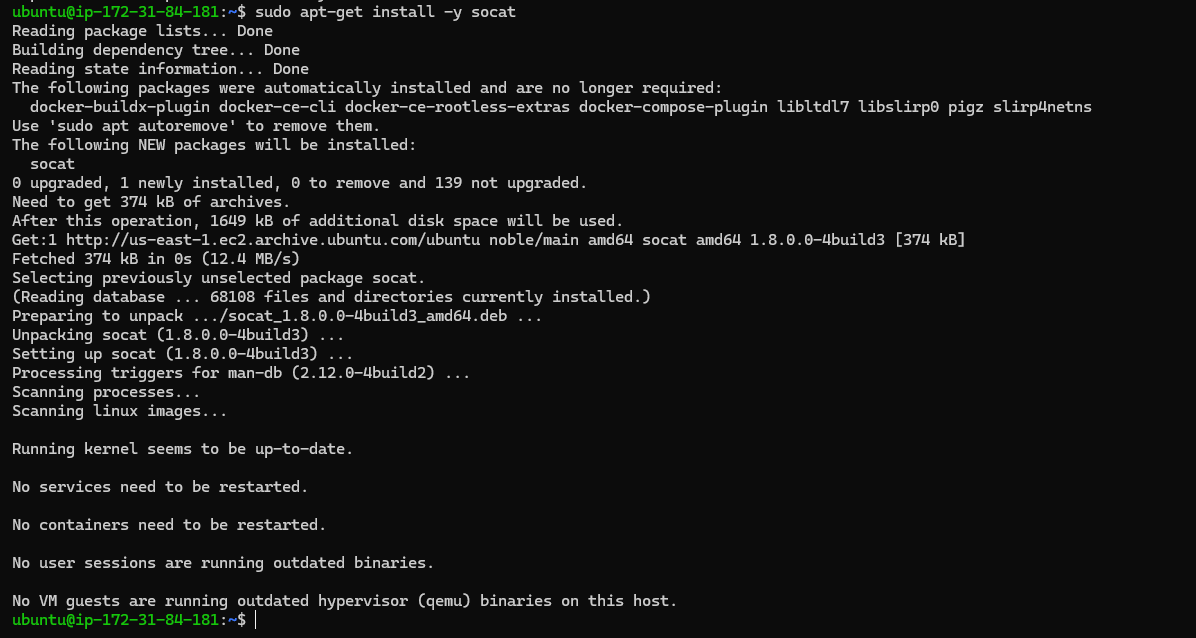 ubuntu@ip-172-31-84-181:~$ sudo apt-get install -y socat
Reading package lists... Done
Building dependency tree... Done
Reading state information... Done
The following packages were automatically installed and are no longer required:
  docker-buildx-plugin docker-ce-cli docker-ce-rootless-extras docker-compose-plugin libltdl7 libslirp0 pigz slirp4netns
Use 'sudo apt autoremove' to remove them.
The following NEW packages will be installed:
  socat
0 upgraded, 1 newly installed, 0 to remove and 139 not upgraded.
Need to get 374 kB of archives.
After this operation, 1649 kB of additional disk space will be used.
Get:1 http://us-east-1.ec2.archive.ubuntu.com/ubuntu noble/main amd64 socat amd64 1.8.0.0-4build3 [374 kB]
Fetched 374 kB in 0s (12.4 MB/s)
Selecting previously unselected package socat.
(Reading database ... 68108 files and directories currently installed.)
Preparing to unpack .../socat_1.8.0.0-4build3_amd64.deb ...
Unpacking socat (1.8.0.0-4build3) ...
Setting up socat (1.8.0.0-4build3) ...
Processing triggers for man-db (2.12.0-4build2) ...
Scanning processes...
Scanning linux images...

Running kernel seems to be up-to-date.

No services need to be restarted.

No containers need to be restarted.

No user sessions are running outdated binaries.

No VM guests are running outdated hypervisor (qemu) binaries on this host.
ubuntu@ip-172-31-84-181:~$